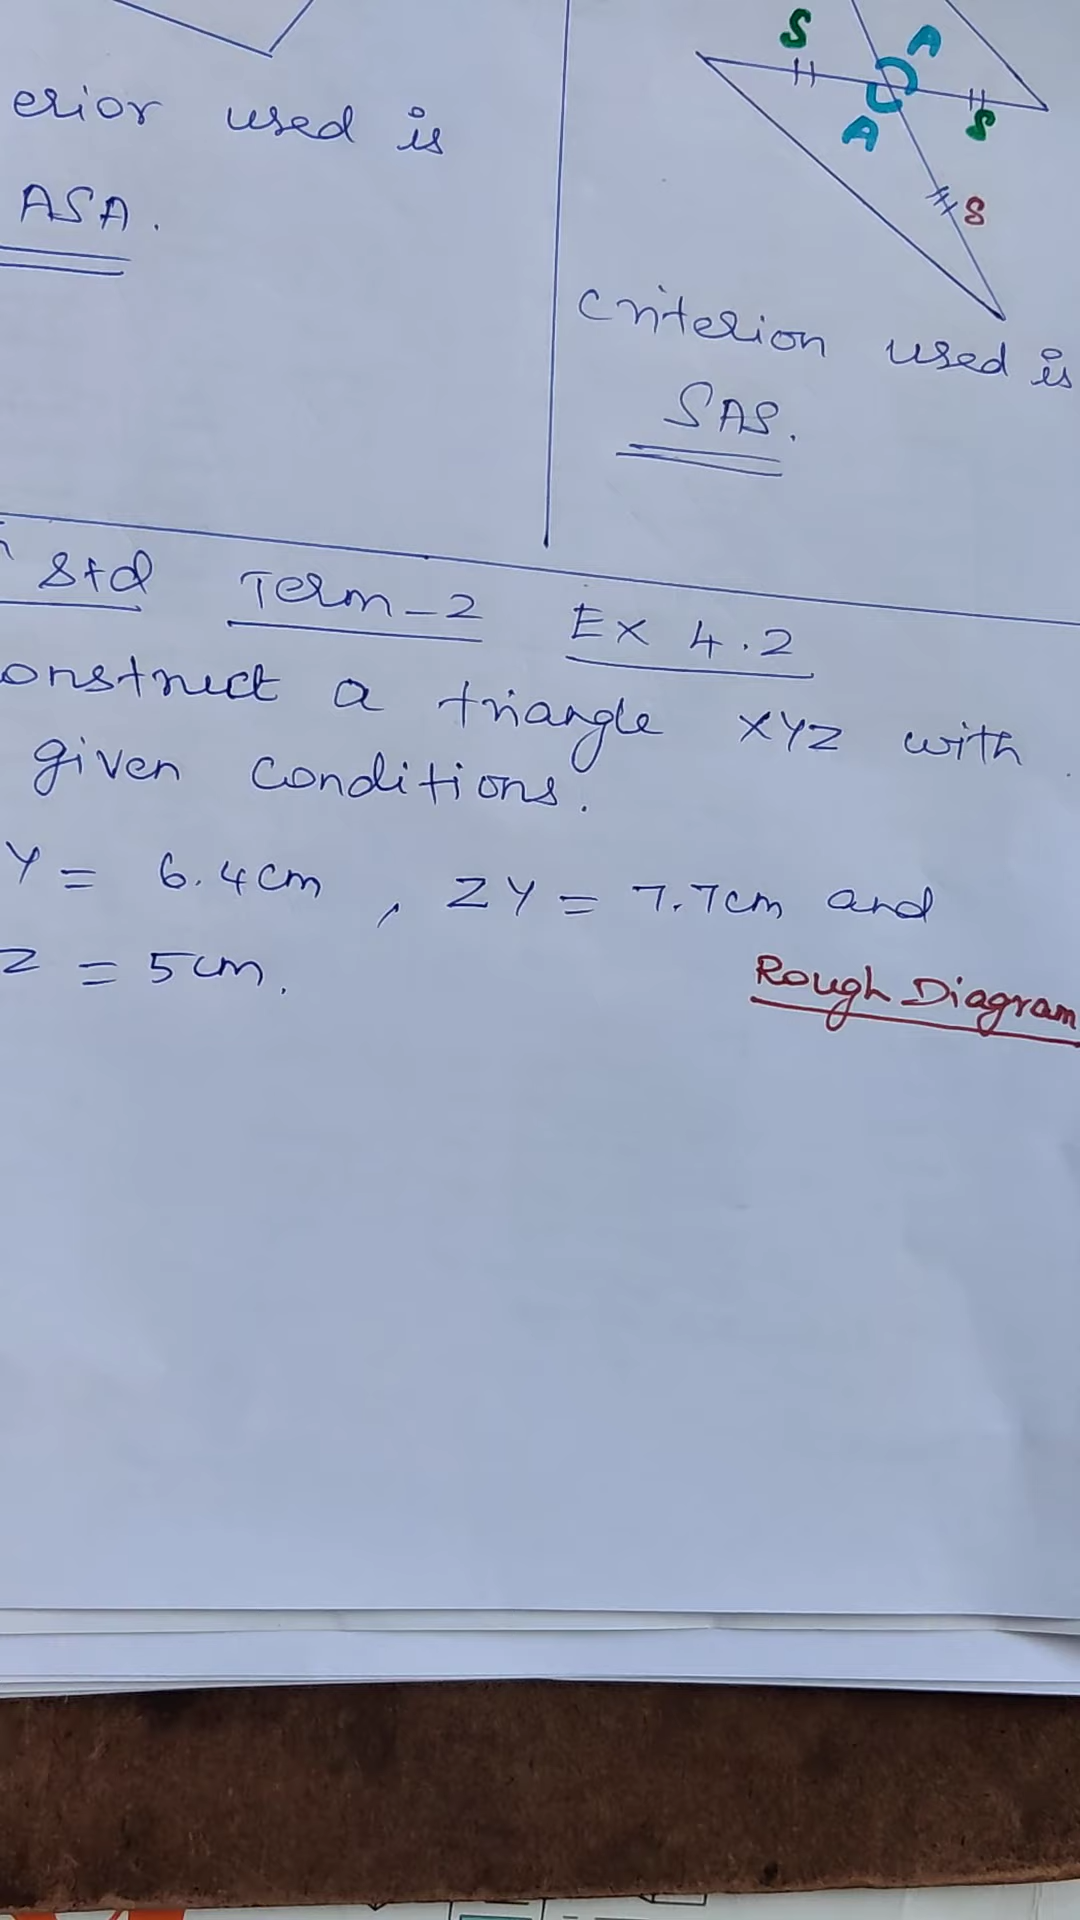 S A
A S
S
erior used is
ASA.
criterion used is
SAS.
Std Term-2 Ex 4.2
onstruct a triangle XYZ with
given conditions.
Y = 6.4cm, ZY = 7.7cm and
Z = 5cm.
Rough Diagram